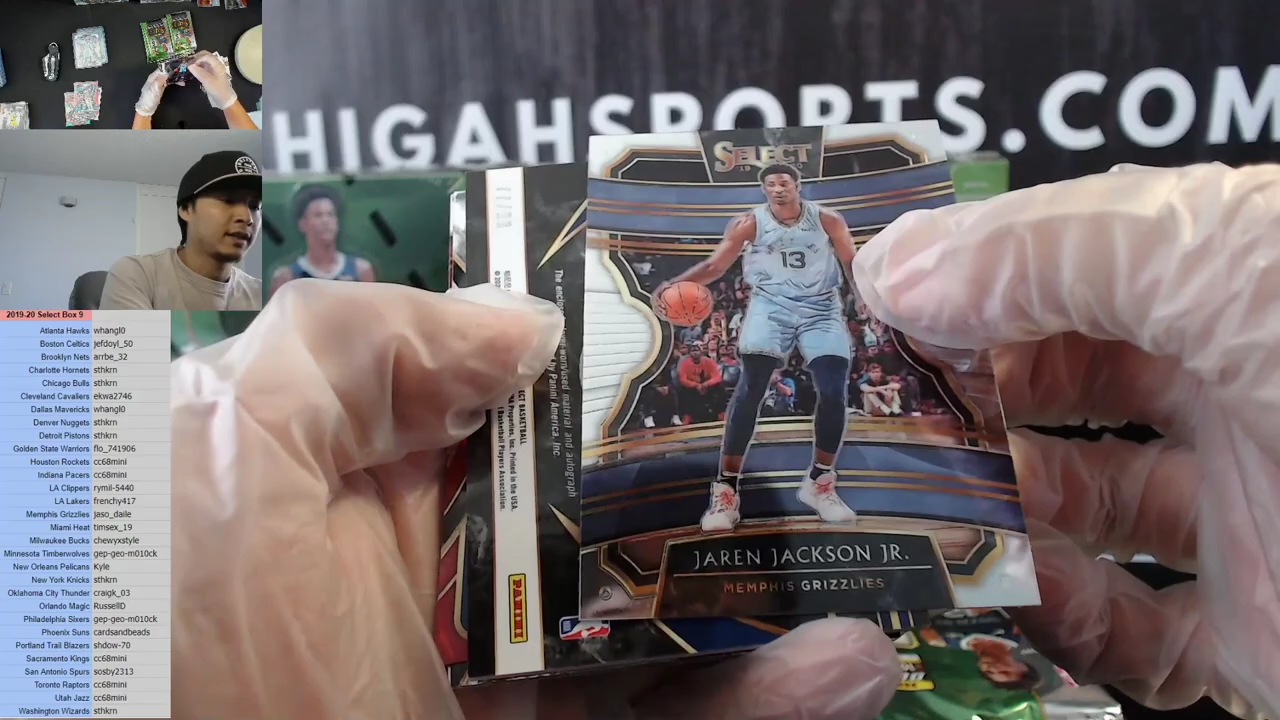 HIGAHSPORTS.COM
SELECT
13
JAREN JACKSON JR.
MEMPHIS GRIZZLIES
PANINI
2019-20 Select Box 9
Atlanta Hawks whangl0
Boston Celtics jefdoyl_50
Brooklyn Nets arrbe_32
Charlotte Hornets sthkrn
Chicago Bulls sthkrn
Cleveland Cavaliers ekwa2746
Dallas Mavericks whangl0
Denver Nuggets sthkrn
Detroit Pistons sthkrn
Golden State Warriors flo_741906
Houston Rockets cc68mini
Indiana Pacers cc68mini
LA Clippers rymil-5440
LA Lakers frenchy417
Memphis Grizzlies jaso_daile
Miami Heat timsex_19
Milwaukee Bucks chewyxstyle
Minnesota Timberwolves gep-geo-m010ck
New Orleans Pelicans Kyle
New York Knicks sthkrn
Oklahoma City Thunder craigk_03
Orlando Magic RussellD
Philadelphia Sixers gep-geo-m010ck
Phoenix Suns cardsandbeads
Portland Trail Blazers shdow-70
Sacramento Kings cc68mini
San Antonio Spurs sosby2313
Toronto Raptors cc68mini
Utah Jazz cc68mini
Washington Wizards sthkrn